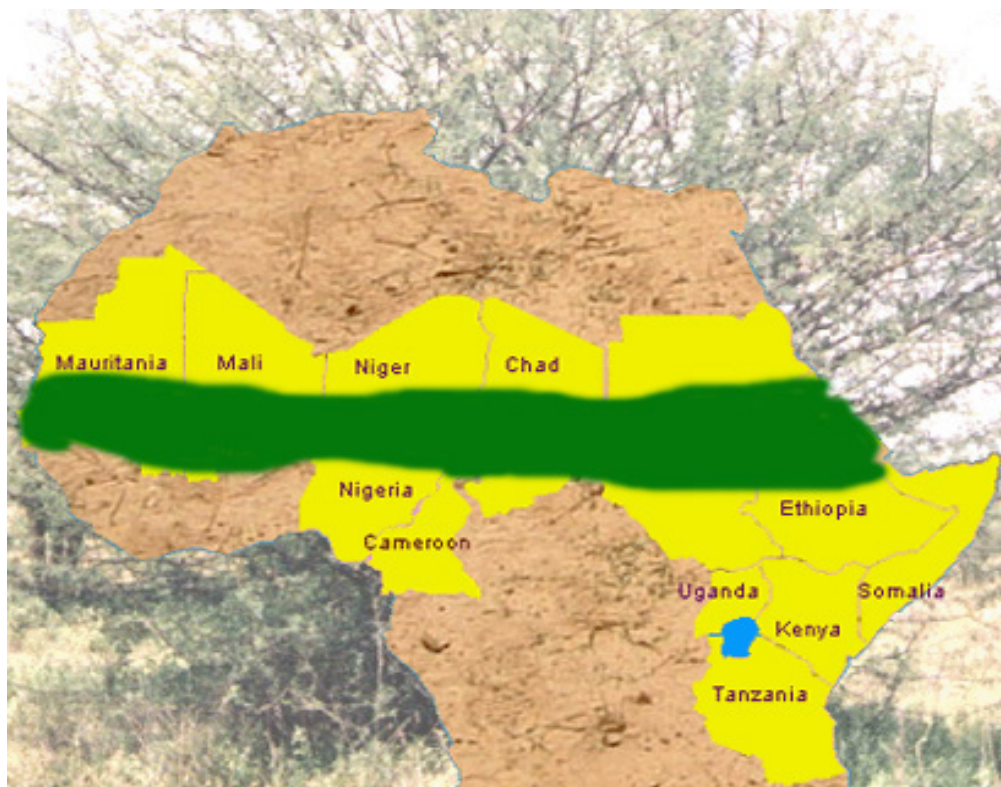 Mauritania
Mali
Niger
Chad
Nigeria
Ethiopia
Cameroon
Uganda
Somalia
Kenya
Tanzania